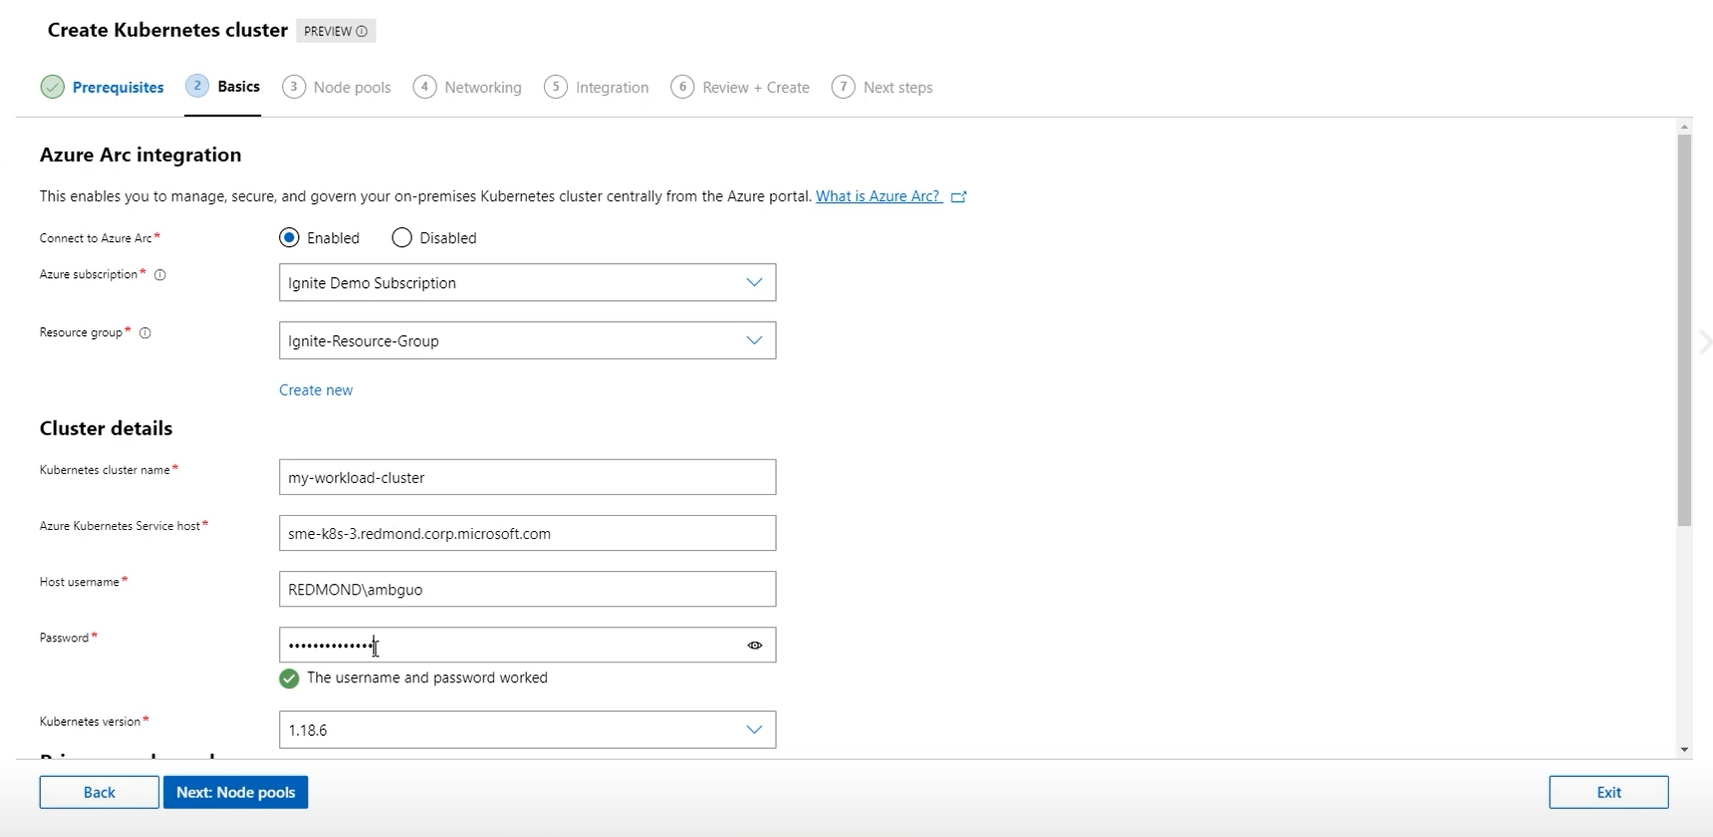 Create Kubernetes cluster PREVIEW
Prerequisites 2 Basics 3 Node pools 4 Networking 5 Integration 6 Review + Create 7 Next steps
Azure Arc integration
This enables you to manage, secure, and govern your on-premises Kubernetes cluster centrally from the Azure portal. What is Azure Arc?
Connect to Azure Arc* Enabled Disabled
Azure subscription* Ignite Demo Subscription
Resource group* Ignite-Resource-Group
Create new
Cluster details
Kubernetes cluster name* my-workload-cluster
Azure Kubernetes Service host* sme-k8s-3.redmond.corp.microsoft.com
Host username* REDMOND\ambguo
Password* ••••••••••••••
The username and password worked
Kubernetes version* 1.18.6
Back Next: Node pools Exit